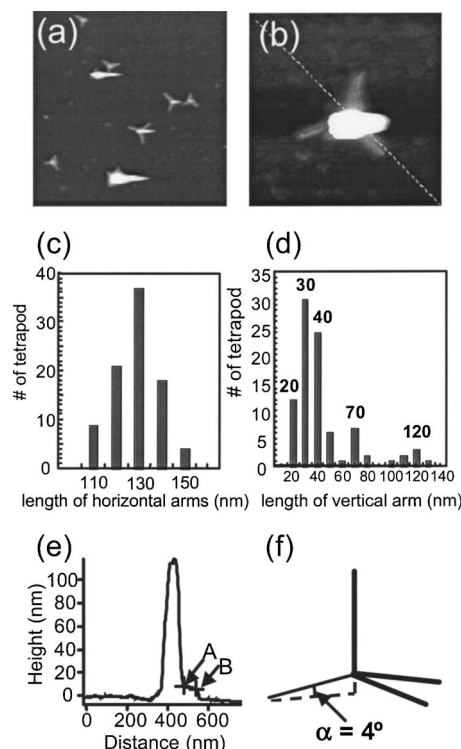 (a)
(b)
(c)
# of tetrapod
40
30
20
10
0
110 130 150
length of horizontal arms (nm)
(d)
# of tetrapod
35
30
25
20
15
10
5
0
20
30
40
70
120
20 40 60 80 100 120 140
length of vertical arm (nm)
(e)
Height (nm)
100
80
60
40
20
0
A
B
0 200 400 600
Distance (nm)
(f)
α = 4º